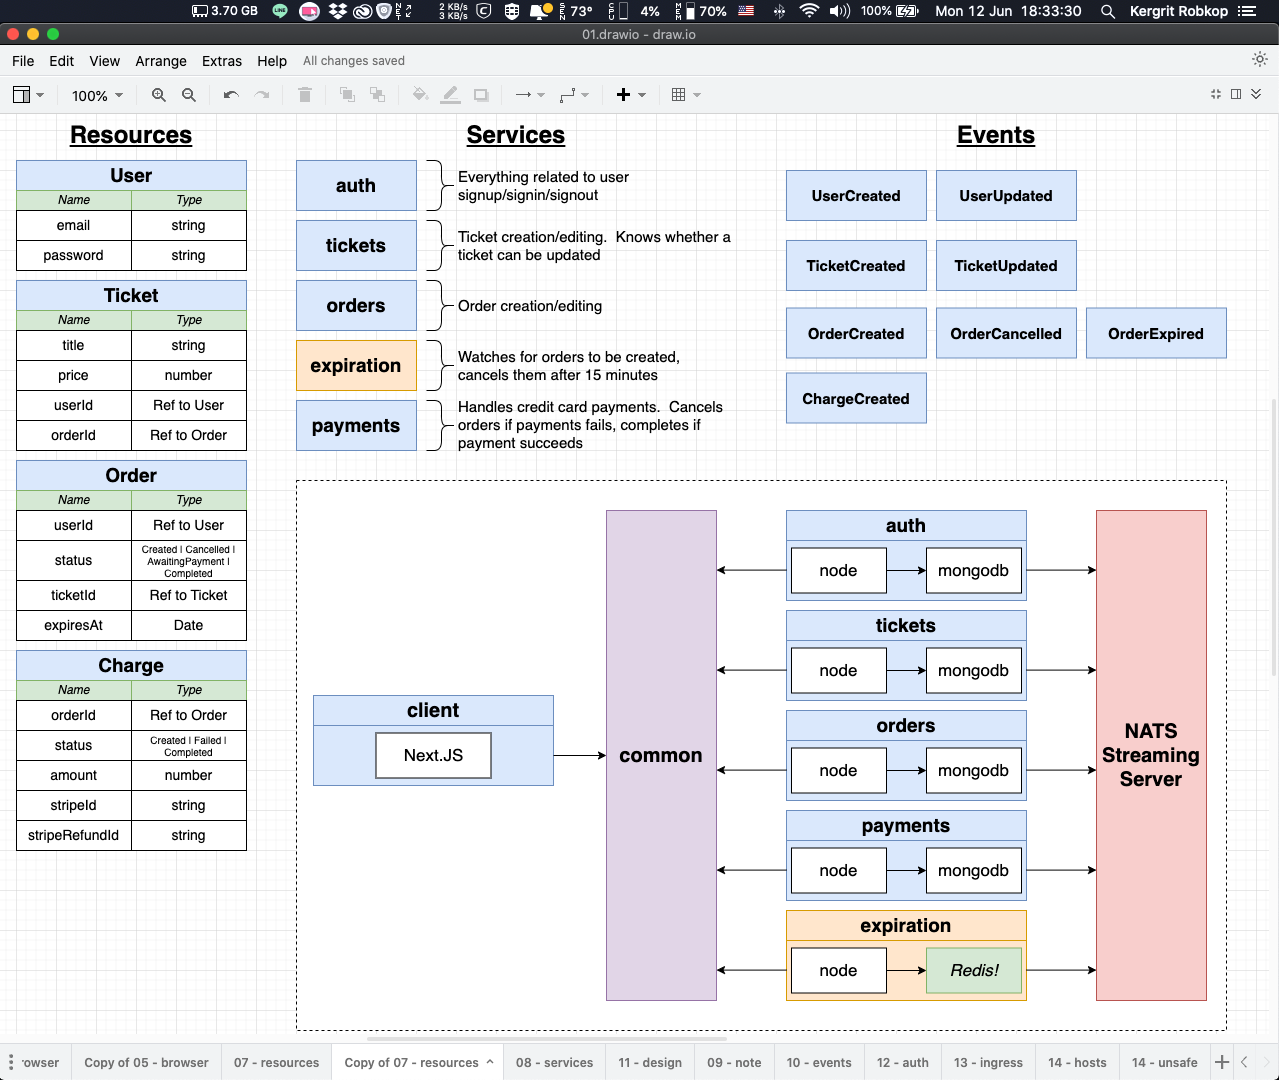 3.70 GB
LINE
2 KB/s
3 KB/s
SEN
73°
CPU
4%
MEM
70%
100%
Mon 12 Jun 18:33:30
Kergrit Robkop
01.drawio - draw.io
File Edit View Arrange Extras Help All changes saved
100%
Resources
User
Name Type
email string
password string
Ticket
Name Type
title string
price number
userId Ref to User
orderId Ref to Order
Order
Name Type
userId Ref to User
status Created | Cancelled |
AwaitingPayment |
Completed
ticketId Ref to Ticket
expiresAt Date
Charge
Name Type
orderId Ref to Order
status Created | Failed |
Completed
amount number
stripeId string
stripeRefundId string
Services
auth
Everything related to user
signup/signin/signout
tickets
Ticket creation/editing. Knows whether a
ticket can be updated
orders
Order creation/editing
expiration
Watches for orders to be created,
cancels them after 15 minutes
payments
Handles credit card payments. Cancels
orders if payments fails, completes if
payment succeeds
Events
UserCreated UserUpdated
TicketCreated TicketUpdated
OrderCreated OrderCancelled OrderExpired
ChargeCreated
client
Next.JS
common
auth
node mongodb
tickets
node mongodb
orders
node mongodb
payments
node mongodb
expiration
node Redis!
NATS
Streaming
Server
rowser Copy of 05 - browser 07 - resources Copy of 07 - resources 08 - services 11 - design 09 - note 10 - events 12 - auth 13 - ingress 14 - hosts 14 - unsafe